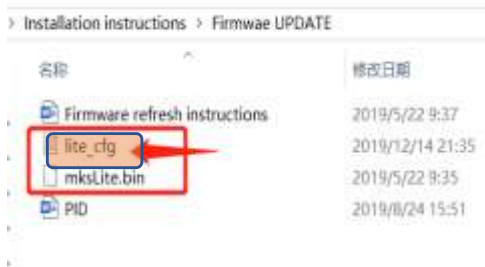 Installation instructions > Firmwae UPDATE
名称 修改日期
Firmware refresh instructions 2019/5/22 9:37
lite_cfg 2019/12/14 21:35
mksLite.bin 2019/5/22 9:35
PID 2019/8/24 15:51